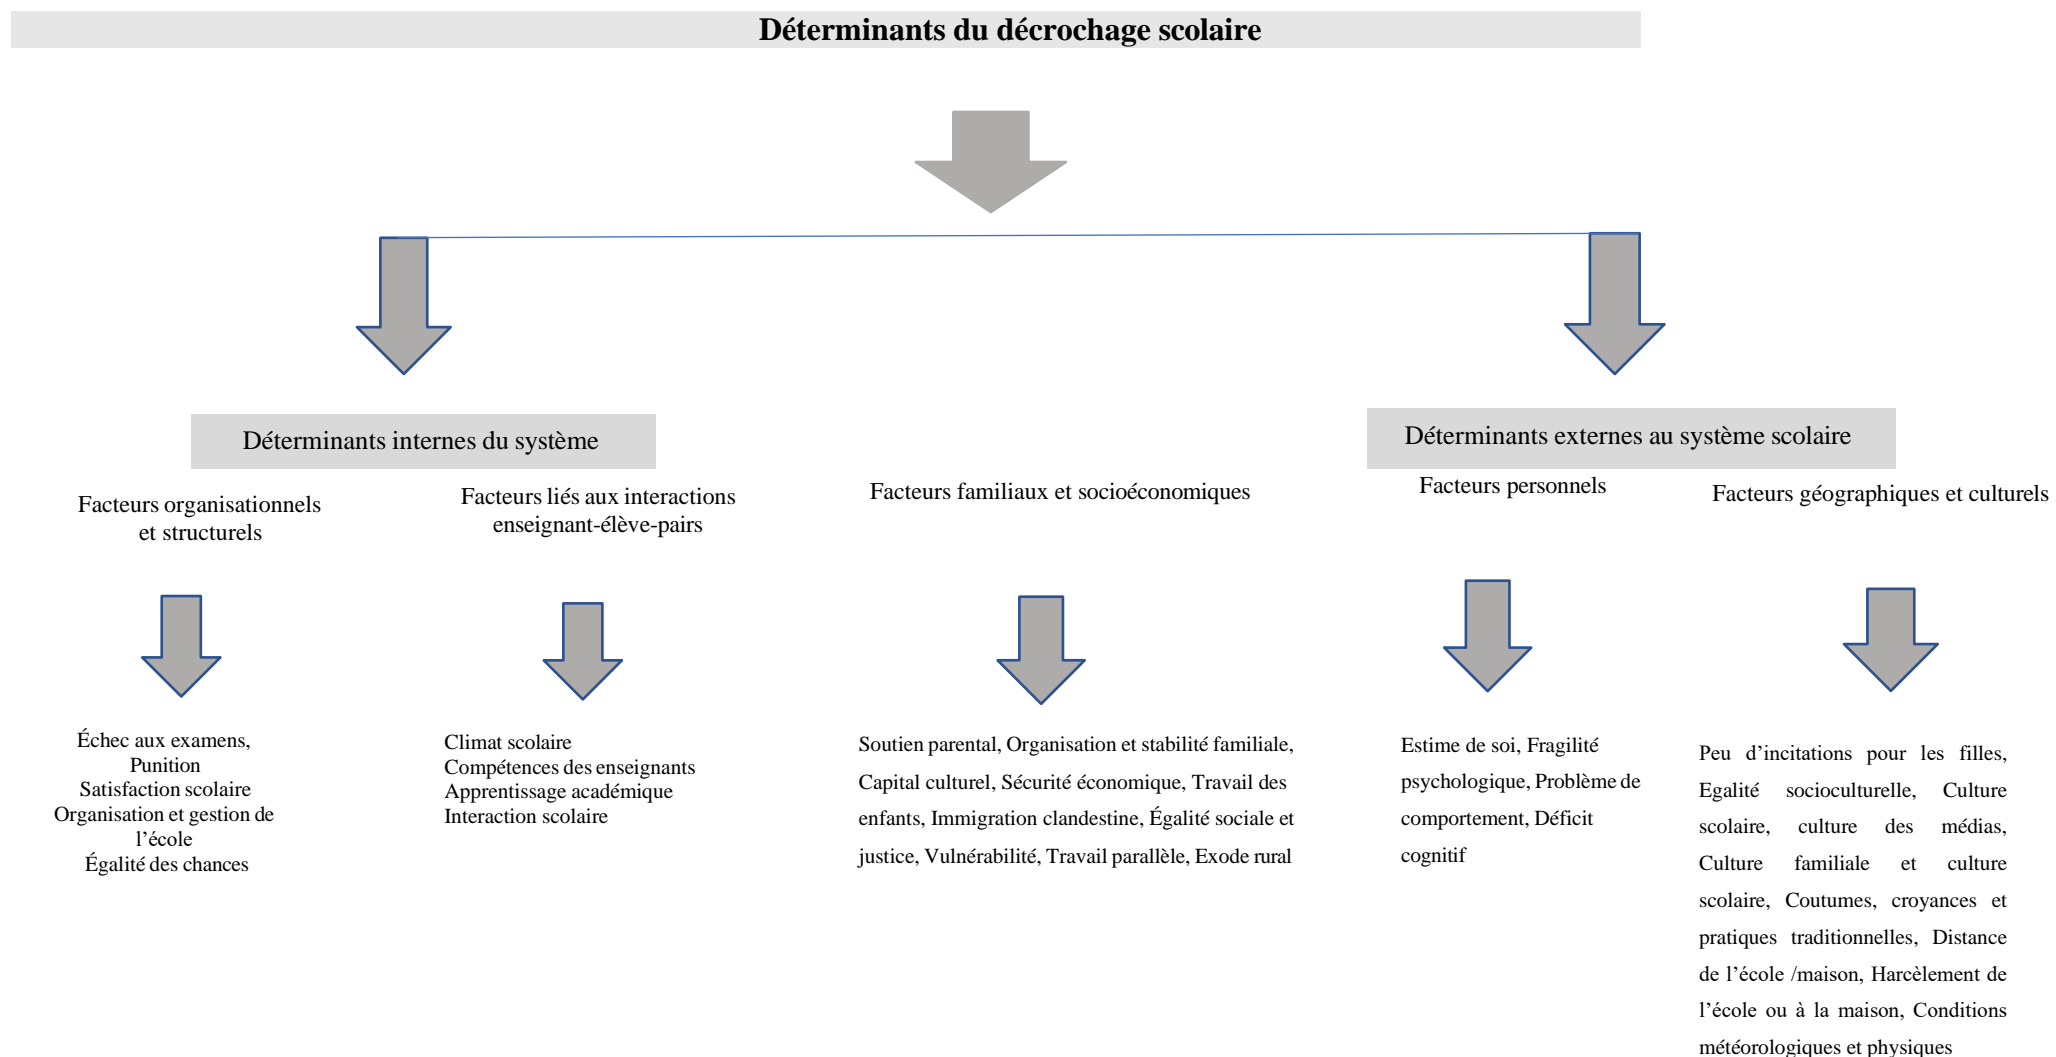 Déterminants du décrochage scolaire
Déterminants internes du système
Déterminants externes au système scolaire
Facteurs organisationnels
et structurels
Facteurs liés aux interactions
enseignant-élève-pairs
Facteurs familiaux et socioéconomiques
Facteurs personnels
Facteurs géographiques et culturels
Échec aux examens,
Punition
Satisfaction scolaire
Organisation et gestion de
l’école
Égalité des chances
Climat scolaire
Compétences des enseignants
Apprentissage académique
Interaction scolaire
Soutien parental, Organisation et stabilité familiale,
Capital culturel, Sécurité économique, Travail des
enfants, Immigration clandestine, Égalité sociale et
justice, Vulnérabilité, Travail parallèle, Exode rural
Estime de soi, Fragilité
psychologique, Problème de
comportement, Déficit
cognitif
Peu d’incitations pour les filles,
Egalité socioculturelle, Culture
scolaire, culture des médias,
Culture familiale et culture
scolaire, Coutumes, croyances et
pratiques traditionnelles, Distance
de l’école /maison, Harcèlement de
l’école ou à la maison, Conditions
météorologiques et physiques